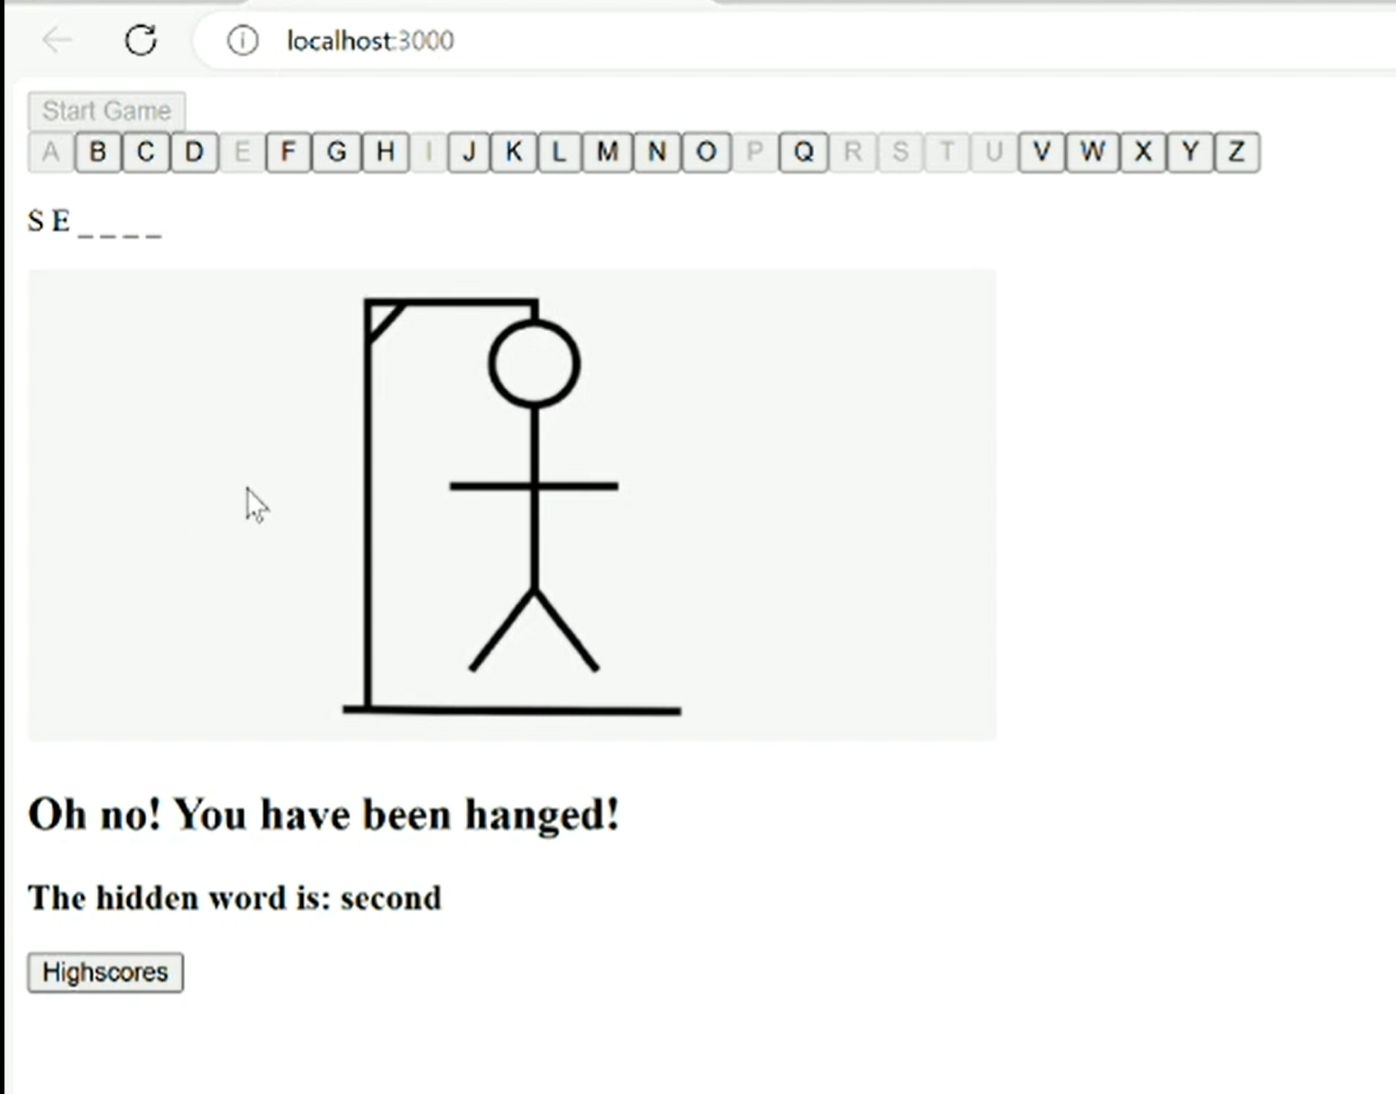 localhost:3000
Start Game
A B C D E F G H I J K L M N O P Q R S T U V W X Y Z
S E _ _ _ _
Oh no! You have been hanged!
The hidden word is: second
Highscores